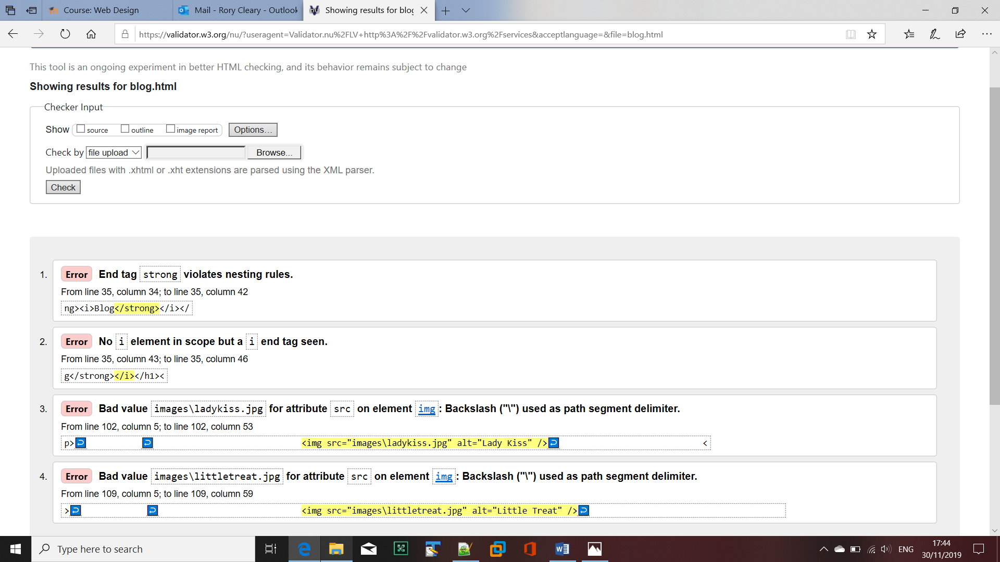 Course: Web Design
Mail - Rory Cleary - Outlook
Showing results for blog
https://validator.w3.org/nu/?useragent=Validator.nu%2FLV+http%3A%2F%2Fvalidator.w3.org%2Fservices&acceptlanguage=&file=blog.html
This tool is an ongoing experiment in better HTML checking, and its behavior remains subject to change
Showing results for blog.html
Checker Input
Show source outline image report Options...
Check by file upload Browse...
Uploaded files with .xhtml or .xht extensions are parsed using the XML parser.
Check
1. Error End tag strong violates nesting rules.
From line 35, column 34; to line 35, column 42
ng><i>Blog</strong></i></
2. Error No i element in scope but a i end tag seen.
From line 35, column 43; to line 35, column 46
g</strong></i></h1><
3. Error Bad value images\ladykiss.jpg for attribute src on element img: Backslash ("\") used as path segment delimiter.
From line 102, column 5; to line 102, column 53
p> <img src="images\ladykiss.jpg" alt="Lady Kiss" /> <
4. Error Bad value images\littletreat.jpg for attribute src on element img: Backslash ("\") used as path segment delimiter.
From line 109, column 5; to line 109, column 59
> <img src="images\littletreat.jpg" alt="Little Treat" />
Type here to search
ENG
17:44
30/11/2019